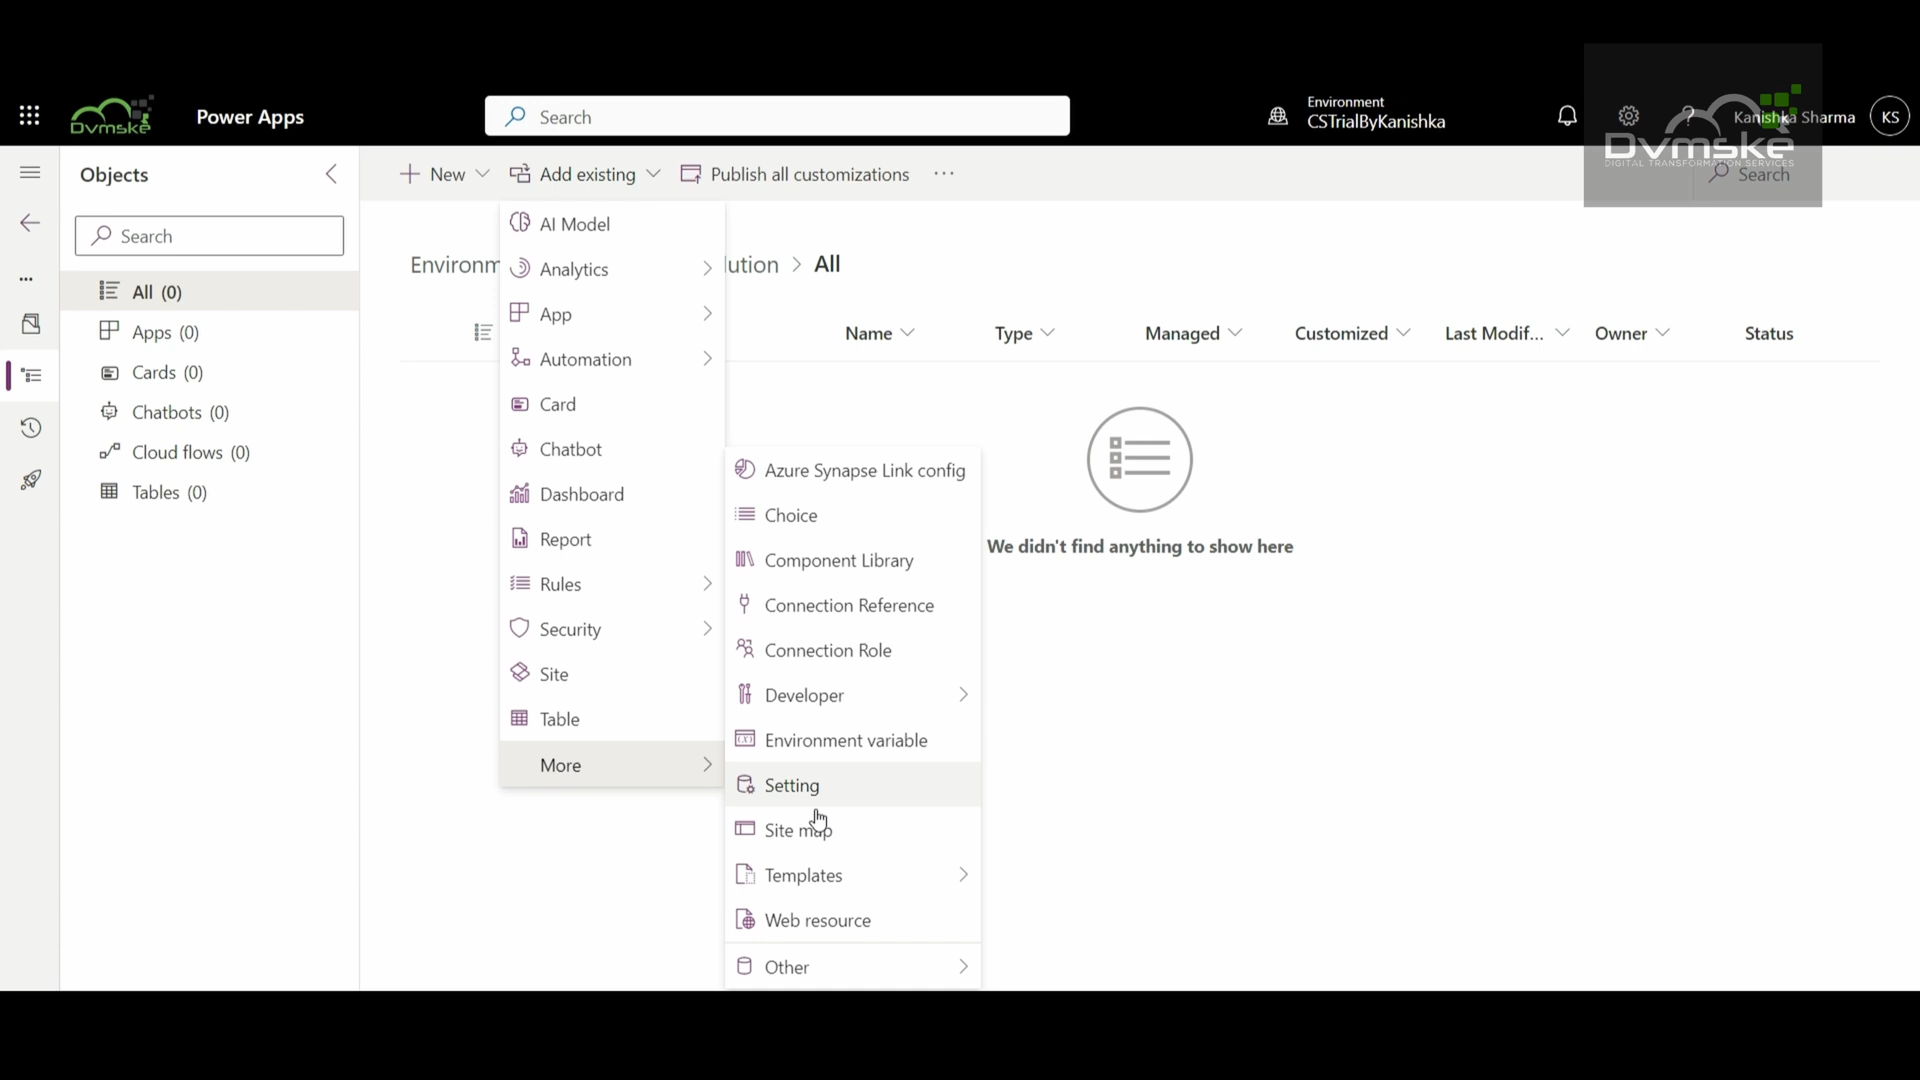 Dvmske
Power Apps
Search
Environment
CSTrialByKanishka
?
Kanishka Sharma
KS
Dvmske
DIGITAL TRANSFORMATION SERVICES
Objects
New
Add existing
Publish all customizations
...
Search
Search
All (0)
Apps (0)
Cards (0)
Chatbots (0)
Cloud flows (0)
Tables (0)
AI Model
Analytics
App
Automation
Card
Chatbot
Dashboard
Report
Rules
Security
Site
Table
More
Environm
lution > All
Name
Type
Managed
Customized
Last Modif...
Owner
Status
Azure Synapse Link config
Choice
Component Library
Connection Reference
Connection Role
Developer
Environment variable
Setting
Site map
Templates
Web resource
Other
We didn't find anything to show here